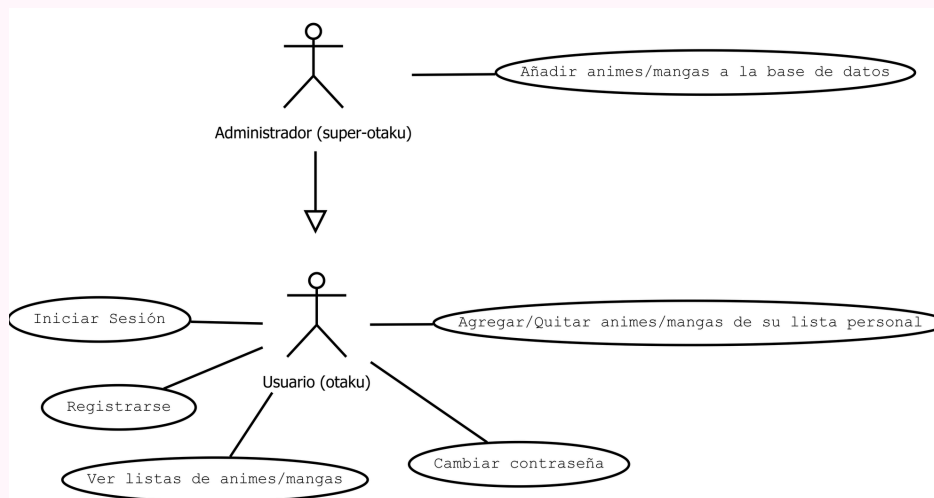 Añadir animes/mangas a la base de datos
Administrador (super-otaku)
Iniciar Sesión
Agregar/Quitar animes/mangas de su lista personal
Usuario (otaku)
Registrarse
Cambiar contraseña
Ver listas de animes/mangas